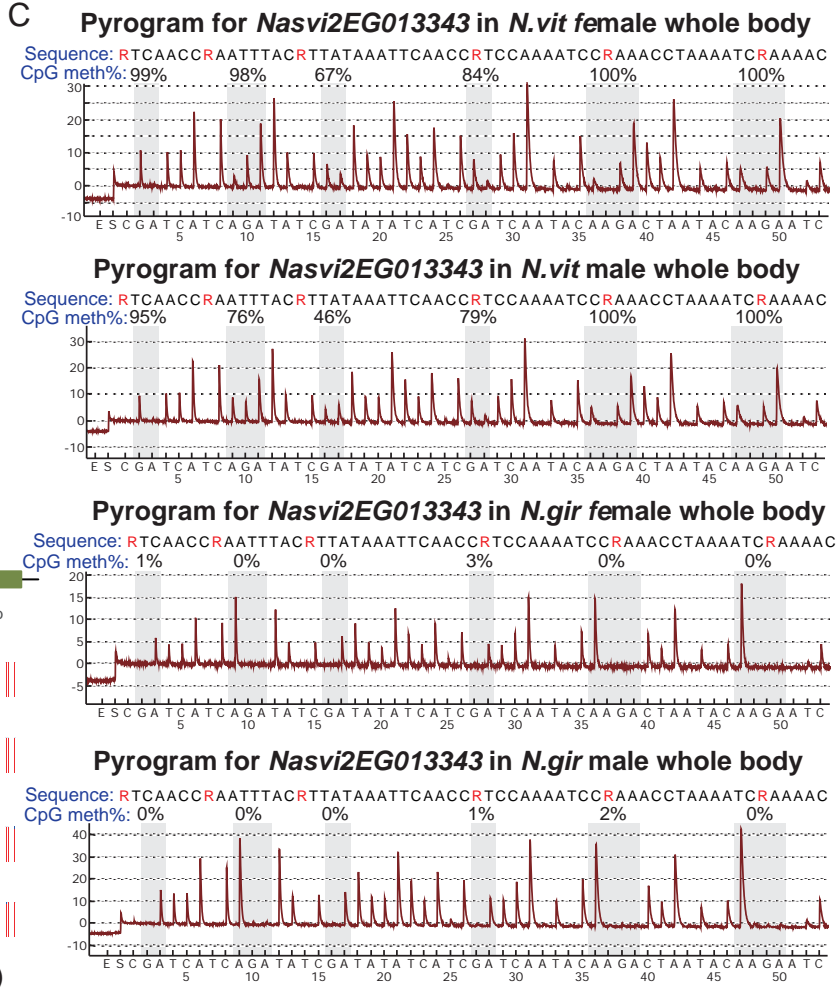 C
Pyrogram for Nasvi2EG013343 in N.vit female whole body
Sequence: RTCAACCRAATTTACRTTATAAATTCAACCRTCCAAAATCCRAAACCTAAAATCRAAAAC
CpG meth%: 99% 98% 67% 84% 100% 100%
30
20
10
0
-10
E S C G A T C A T C A G A T A T C G A T A T A T C A T C G A T C A A T A C A A G A C T A A T A C A A G A A T C
5 10 15 20 25 30 35 40 45 50
Pyrogram for Nasvi2EG013343 in N.vit male whole body
Sequence: RTCAACCRAATTTACRTTATAAATTCAACCRTCCAAAATCCRAAACCTAAAATCRAAAAC
CpG meth%: 95% 76% 46% 79% 100% 100%
30
20
10
0
-10
E S C G A T C A T C A G A T A T C G A T A T A T C A T C G A T C A A T A C A A G A C T A A T A C A A G A A T C
5 10 15 20 25 30 35 40 45 50
Pyrogram for Nasvi2EG013343 in N.gir female whole body
Sequence: RTCAACCRAATTTACRTTATAAATTCAACCRTCCAAAATCCRAAACCTAAAATCRAAAAC
CpG meth%: 1% 0% 0% 3% 0% 0%
20
15
10
5
0
-5
E S C G A T C A T C A G A T A T C G A T A T A T C A T C G A T C A A T A C A A G A C T A A T A C A A G A A T C
5 10 15 20 25 30 35 40 45 50
Pyrogram for Nasvi2EG013343 in N.gir male whole body
Sequence: RTCAACCRAATTTACRTTATAAATTCAACCRTCCAAAATCCRAAACCTAAAATCRAAAAC
CpG meth%: 0% 0% 0% 1% 2% 0%
40
30
20
10
0
-10
E S C G A T C A T C A G A T A T C G A T A T A T C A T C G A T C A A T A C A A G A C T A A T A C A A G A A T C
5 10 15 20 25 30 35 40 45 50